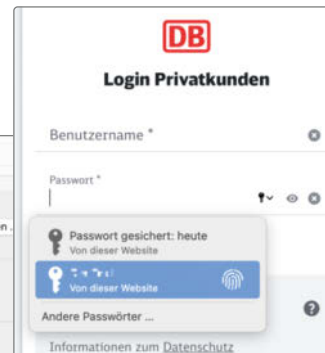 DB
Login Privatkunden
Benutzername *
Passwort *
Passwort gesichert: heute
Von dieser Website
Von dieser Website
Andere Passwörter ...
Informationen zum Datenschutz